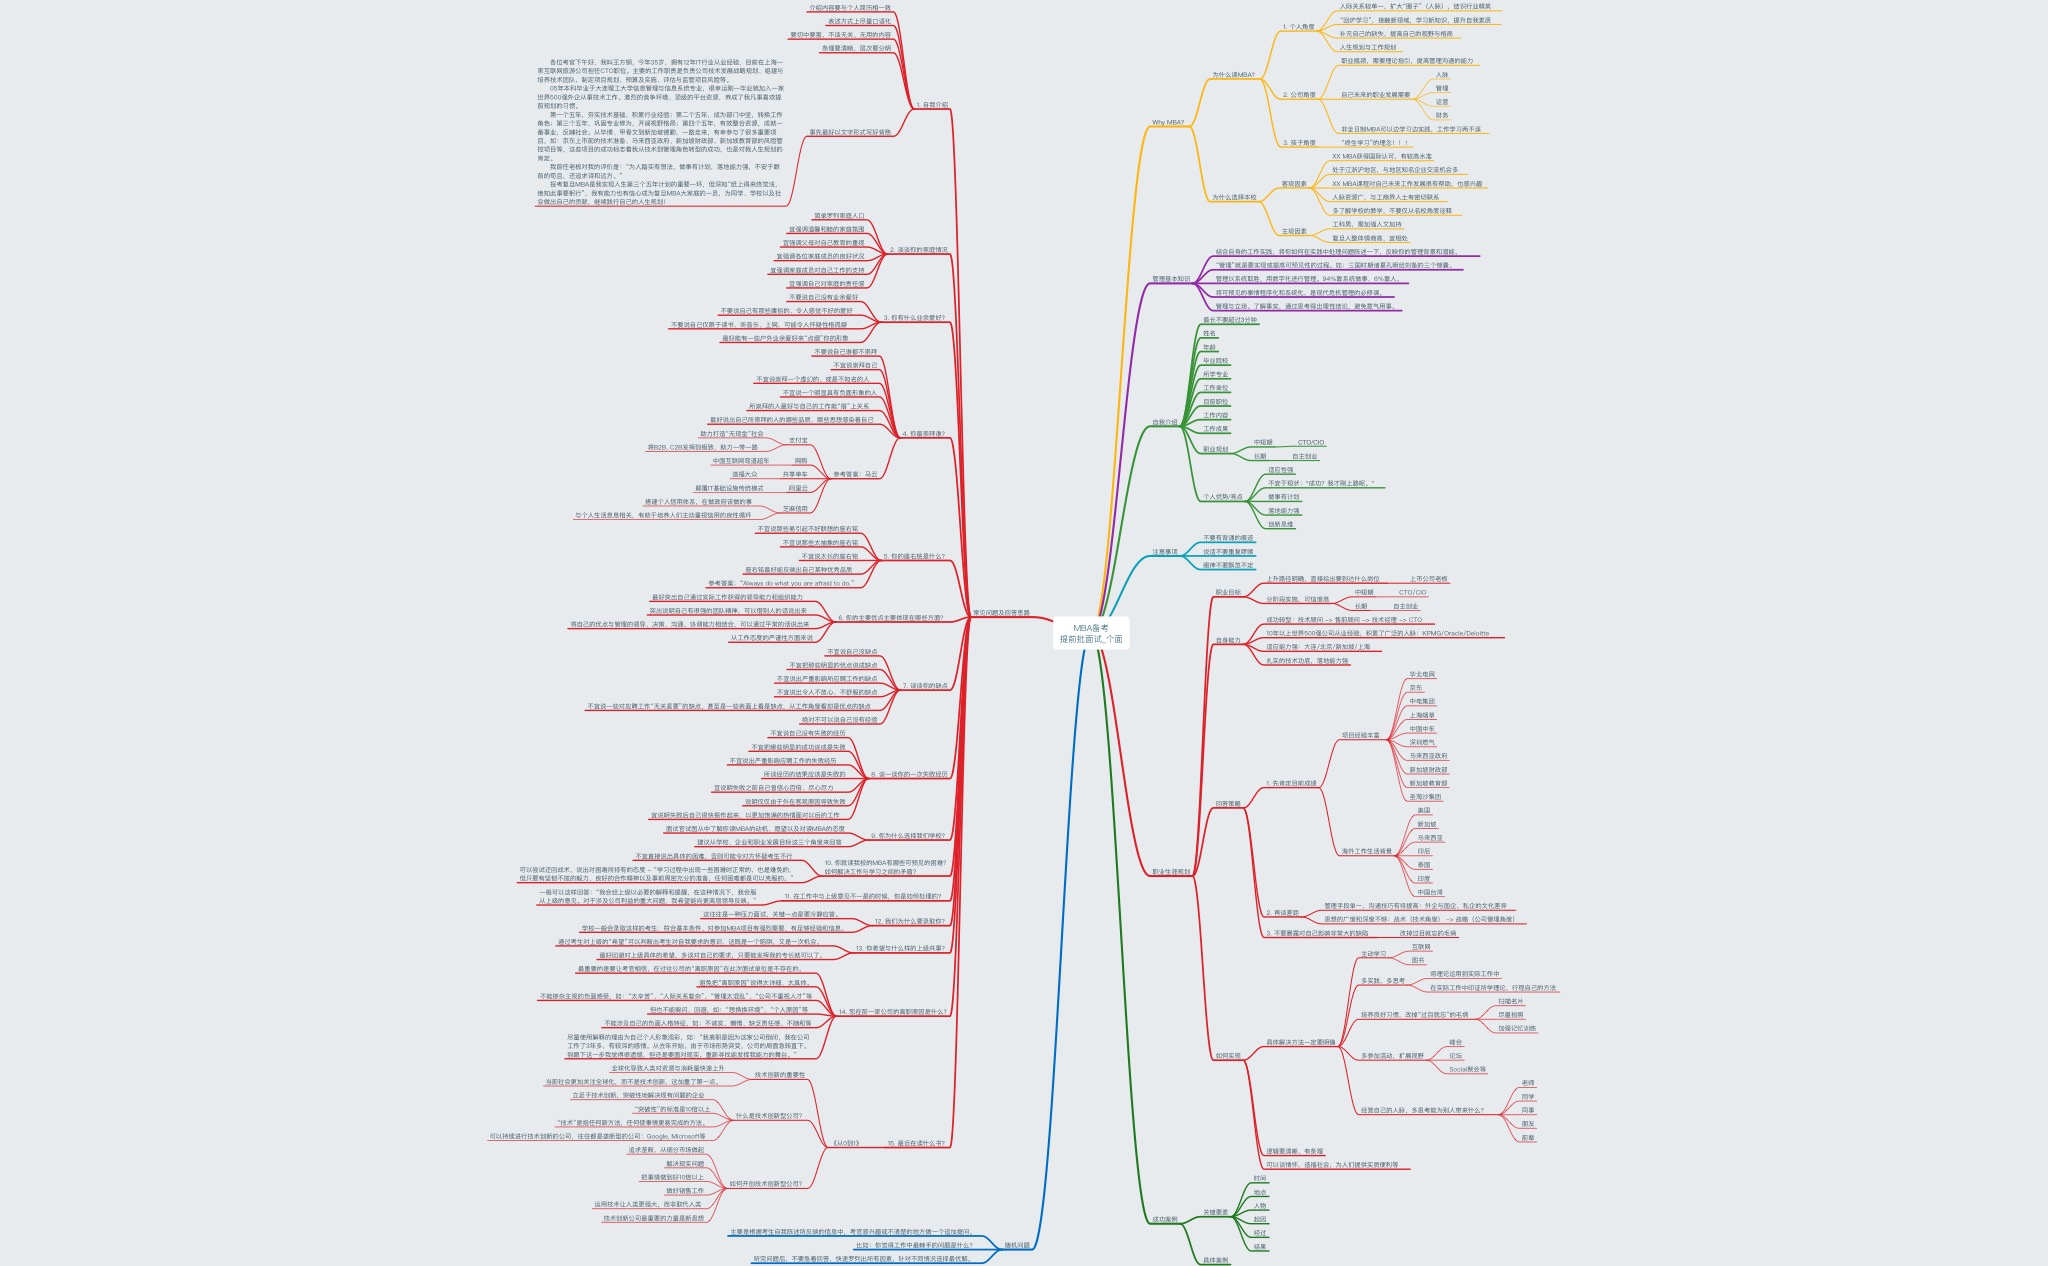 MBA备考
提前批面试_个面
Why MBA?
为什么读MBA?
1. 个人角度
人际关系较单一，扩大“圈子”（人脉），结识行业精英
“回炉学习”，接触新领域，学习新知识，提升自我素质
补充自己的缺失，提高自己的视野与格局
人生规划与工作规划
2. 公司角度
职业瓶颈，需要理论指引，提高管理沟通的能力
自己未来的职业发展需要
人脉
管理
运营
财务
非全日制MBA可以边学习边实践，工作学习两不误
3. 孩子角度
“终生学习”的理念！！！
为什么选择本校
客观因素
XX MBA获得国际认可，有较高水准
处于江浙沪地区，与地区知名企业交流机会多
XX MBA课程对自己未来工作发展很有帮助，也感兴趣
人脉资源广，与工商界人士有密切联系
多了解学校的教学，不要仅从名校角度诠释
主观因素
工科男，需加强人文加持
复旦人整体情商高，宜相处
管理基本知识
结合自身的工作实践，将你如何在实践中处理问题陈述一下，反映你的管理背景和潜能。
“管理”就是要实现或提高可预见性的过程。如：三国时期诸葛孔明给刘备的三个锦囊。
管理以系统取胜，用数字化进行管理。94%靠系统做事，6%靠人。
将可预见的事情程序化和系统化，是现代危机管理的必修课。
管理与立场，了解事实，通过思考得出理性结论，避免意气用事。
自我介绍
最长不要超过3分钟
姓名
年龄
毕业院校
所学专业
工作单位
目前职位
工作内容
工作成果
职业规划
中短期
CTO/CIO
长期
自主创业
个人优势/亮点
适应性强
不安于现状：“成功？我才刚上路呢。”
做事有计划
落地能力强
创新思维
注意事项
不要有背诵的痕迹
说话不要重复啰嗦
眼神不要飘忽不定
职业生涯规划
职业目标
上升路径明确，直接给出要到达什么岗位
上市公司老板
分阶段实施，可信度高
中短期
CTO/CIO
长期
自主创业
自身能力
成功转型：技术顾问 –> 售前顾问 –> 技术经理 –> CTO
10年以上世界500强公司从业经验，积累了广泛的人脉：KPMG/Oracle/Deloitte
适应能力强：大连/北京/新加坡/上海
扎实的技术功底，落地能力强
回答策略
1. 先肯定目前成绩
项目经验丰富
华北电网
京东
中电集团
上海烟草
中国中车
深圳燃气
马来西亚政府
新加坡财政部
新加坡教育部
圣淘沙集团
海外工作生活背景
美国
新加坡
马来西亚
印尼
泰国
印度
中国台湾
2. 再谈差距
管理手段单一，沟通技巧有待提高：外企与国企、私企的文化差异
思想的广度和深度不够：战术（技术角度） –> 战略（公司管理角度）
3. 不要暴露对自己影响非常大的缺陷
改掉过目就忘的毛病
如何实现
具体解决方法一定要明确
主动学习
互联网
图书
多实践，多思考
将理论运用到实际工作中
在实际工作中印证所学理论，行程自己的方法
培养良好习惯，改掉“过目就忘”的毛病
扫描名片
尽量拍照
加强记忆训练
多参加活动，扩展视野
峰会
论坛
Social聚会等
经营自己的人脉，多思考能为别人带来什么？
老师
同学
同事
朋友
前辈
逻辑要清晰，有条理
可以谈情怀，造福社会，为人们提供实质便利等
成功案例
关键要素
时间
地点
人物
起因
经过
结果
具体案例
常见问题及回答思路
1. 自我介绍
介绍内容要与个人简历相一致
表述方式上尽量口语化
要切中要害，不谈无关、无用的内容
条理要清晰，层次要分明
事先最好以文字形式写好背熟
各位考官下午好，我叫王方钢，今年35岁，拥有12年IT行业从业经验，目前在上海一
家互联网旅游公司担任CTO职位。主要的工作职责是负责公司技术发展战略规划、组建与
培养技术团队，制定项目规划、预算及实施，评估与监管项目风险等。
05年本科毕业于大连理工大学信息管理与信息系统专业，很幸运刚一毕业就加入一家
世界500强外企从事技术工作。激烈的竞争环境、顶级的平台资源，养成了我凡事喜欢提
前规划的习惯。
第一个五年，夯实技术基础，积累行业经验；第二个五年，成为部门中坚，转换工作
角色；第三个五年，巩固专业修为，开阔视野格局；第四个五年，有效整合资源，成就一
番事业，反哺社会。从毕博、甲骨文到新加坡德勤，一路走来，有幸参与了很多重要项
目，如：京东上市前的技术准备、马来西亚政府、新加坡财政部、新加坡教育部的风险管
控项目等，这些项目的成功标志着我从技术到管理角色转型的成功，也是对我人生规划的
肯定。
我前任老板对我的评价是：“为人踏实有想法，做事有计划，落地能力强，不安于眼
前的苟且，还追求诗和远方。”
报考复旦MBA是我实现人生第三个五年计划的重要一环，但深知“纸上得来终觉浅，
绝知此事要躬行”，我有能力也有信心成为复旦MBA大家庭的一员，为同学、学校以及社
会做出自己的贡献，继续践行自己的人生规划！
2. 谈谈你的家庭情况
简单罗列家庭人口
宜强调温馨和睦的家庭氛围
宜强调父母对自己教育的重视
宜强调各位家庭成员的良好状况
宜强调家庭成员对自己工作的支持
宜强调自己对家庭的责任感
3. 你有什么业余爱好？
不要说自己没有业余爱好
不要说自己有那些庸俗的、令人感觉不好的爱好
不要说自己仅限于读书、听音乐、上网，可能令人怀疑性格孤僻
最好能有一些户外业余爱好来“点缀”你的形象
4. 你最崇拜谁？
不要说自己谁都不崇拜
不宜说崇拜自己
不宜说崇拜一个虚幻的、或是不知名的人
不宜说一个明显具有负面形象的人
所崇拜的人最好与自己的工作能“搭”上关系
最好说出自己所崇拜的人的哪些品质、哪些思想感染着自己
参考答案：马云
支付宝
助力打造“无现金”社会
将B2B, C2B发挥到极致，助力一带一路
网购
中国互联网弯道超车
共享单车
造福大众
阿里云
颠覆IT基础设施传统模式
芝麻信用
搭建个人信用体系，在做政府该做的事
与个人生活息息相关，有助于培养人们主动重视信用的良性循环
5. 你的座右铭是什么？
不宜说那些易引起不好联想的座右铭
不宜说那些太抽象的座右铭
不宜说太长的座右铭
座右铭最好能反映出自己某种优秀品质
参考答案：“Always do what you are afraid to do.”
6. 你的主要优点主要体现在哪些方面？
最好突出自己通过实际工作获得的领导能力和组织能力
突出说明自己有很强的团队精神，可以借别人的话说出来
将自己的优点与管理的领导、决策、沟通、协调能力相结合，可以通过平常的话说出来
从工作态度的严谨性方面来说
7. 谈谈你的缺点
不宜说自己没缺点
不宜把那些明显的优点说成缺点
不宜说出严重影响所应聘工作的缺点
不宜说出令人不放心、不舒服的缺点
不宜说一些对应聘工作“无关紧要”的缺点，甚至是一些表面上看是缺点，从工作角度看却是优点的缺点
绝对不可以说自己没有经验
8. 谈一谈你的一次失败经历
不宜说自己没有失败的经历
不宜把哪些明显的成功说成是失败
不宜说出严重影响应聘工作的失败经历
所谈经历的结果应该是失败的
宜说明失败之前自己曾信心百倍、尽心尽力
说明仅仅由于外在客观原因导致失败
宜说明失败后自己很快振作起来，以更加饱满的热情面对以后的工作
9. 你为什么选择我们学校？
面试官试图从中了解你读MBA的动机、愿望以及对读MBA的态度
建议从学校、企业和职业发展目标这三个角度来回答
10. 你就读我校的MBA有哪些可预见的困难？
如何解决工作与学习之间的矛盾？
不宜直接说出具体的困难，否则可能令对方怀疑考生不行
可以尝试迂回战术，说出对困难所持有的态度 – “学习过程中出现一些困难时正常的，也是难免的，
但只要有坚韧不拔的毅力、良好的合作精神以及事前周密充分的准备，任何困难都是可以克服的。”
11. 在工作中与上级意见不一是的时候，你是如何处理的？
一般可以这样回答：“我会给上级以必要的解释和提醒，在这种情况下，我会服
从上级的意见。对于涉及公司利益的重大问题，我希望能向更高层领导反映。”
12. 我们为什么要录取你？
这往往是一种压力面试，关键一点是要冷静应答。
学校一般会录取这样的考生：符合基本条件，对参加MBA项目有强烈需要，有足够经验和信息。
13. 你希望与什么样的上级共事？
通过考生对上级的“希望”可以判断出考生对自我要求的意识，这既是一个陷阱，又是一次机会。
最好回避对上级具体的希望，多谈对自己的要求，只要能发挥我的专长就可以了。
14. 您在前一家公司的离职原因是什么？
最重要的是要让考官相信，在过往公司的“离职原因”在此次面试单位是不存在的。
避免把“离职原因”说得太详细、太具体。
不能掺杂主观的负面感受，如：“太辛苦”、“人际关系复杂”、“管理太混乱”、“公司不重视人才”等
但也不能躲闪、回避，如：“想换换环境”、“个人原因”等
不能涉及自己的负面人格特征，如：不诚实、懒惰、缺乏责任感、不随和等
尽量使用解释的理由为自己个人形象添彩，如：“我离职是因为这家公司倒闭，我在公司
工作了3年多，有较深的感情。从去年开始，由于市场形势突变，公司的局面急转直下。
到眼下这一步我觉得很遗憾，但还是要面对现实，重新寻找能发挥我能力的舞台。”
15. 最近在读什么书？
《从0到1》
技术创新的重要性
全球化导致人类对资源与消耗量快速上升
当前社会更加关注全球化，而不是技术创新，这加重了第一点。
什么是技术创新型公司？
立足于技术创新，突破性地解决现有问题的企业
“突破性”的标准是10倍以上
“技术”是指任何新方法，任何使事情更易完成的方法。
可以持续进行技术创新的公司，往往都是垄断型的公司：Google, Microsoft等
如何开创技术创新型公司？
追求垄断，从细分市场做起
解决现实问题
把事情做到好10倍以上
做好销售工作
运用技术让人类更强大，而非取代人类
技术创新公司最重要的力量是新思想
随机问题
主要是根据考生自我陈述所反映的信息中，考官感兴趣或不清楚的地方做一个追加提问。
比如：你觉得工作中最棘手的问题是什么？
听完问题后，不要急着回答，快速罗列出所有因素，针对不同情况选择最优解。